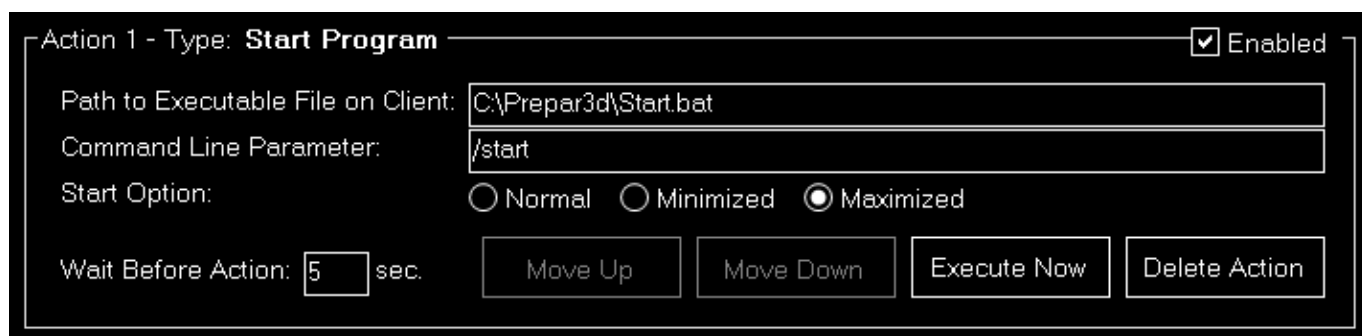 Action 1 - Type: Start Program Enabled
Path to Executable File on Client: C:\Prepar3d\Start.bat
Command Line Parameter: /start
Start Option: Normal Minimized Maximized
Wait Before Action: 5 sec. Move Up Move Down Execute Now Delete Action